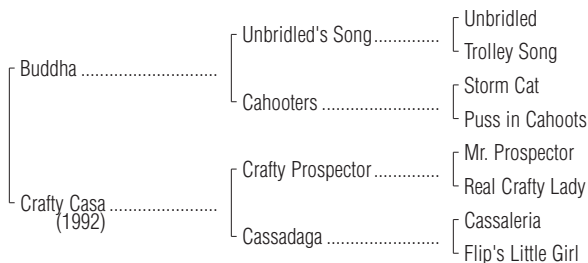 Unbridled
Unbridled's Song..............
Trolley Song
Buddha .............................
Storm Cat
Cahooters .........................
Puss in Cahoots
Mr. Prospector
Crafty Prospector..............
Real Crafty Lady
Crafty Casa .......................
(1992)
Cassaleria
Cassadaga ........................
Flip's Little Girl